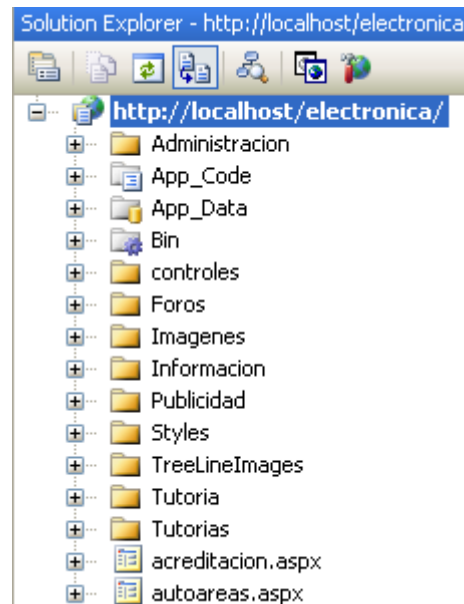 Solution Explorer - http://localhost/electronica
http://localhost/electronica/
Administracion
App_Code
App_Data
Bin
controles
Foros
Imagenes
Informacion
Publicidad
Styles
TreeLineImages
Tutoria
Tutorias
acreditacion.aspx
autoareas.aspx